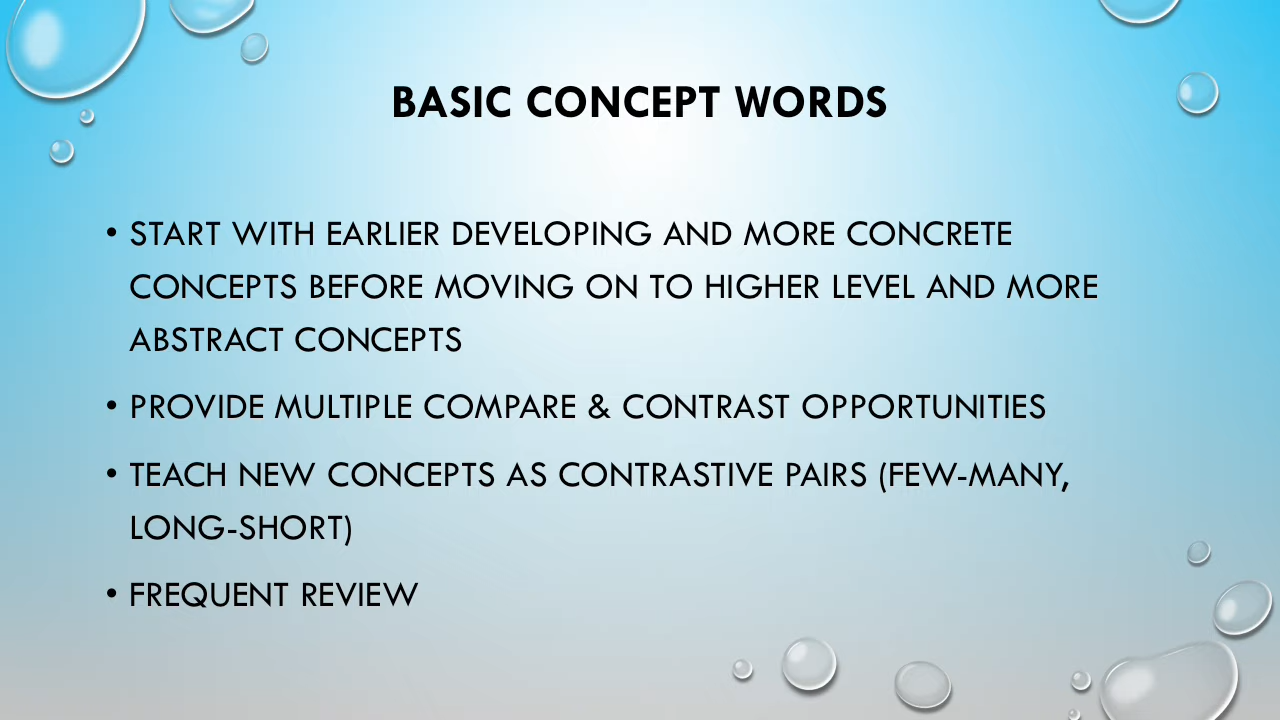 BASIC CONCEPT WORDS
• START WITH EARLIER DEVELOPING AND MORE CONCRETE
CONCEPTS BEFORE MOVING ON TO HIGHER LEVEL AND MORE
ABSTRACT CONCEPTS
• PROVIDE MULTIPLE COMPARE & CONTRAST OPPORTUNITIES
• TEACH NEW CONCEPTS AS CONTRASTIVE PAIRS (FEW-MANY,
LONG-SHORT)
• FREQUENT REVIEW